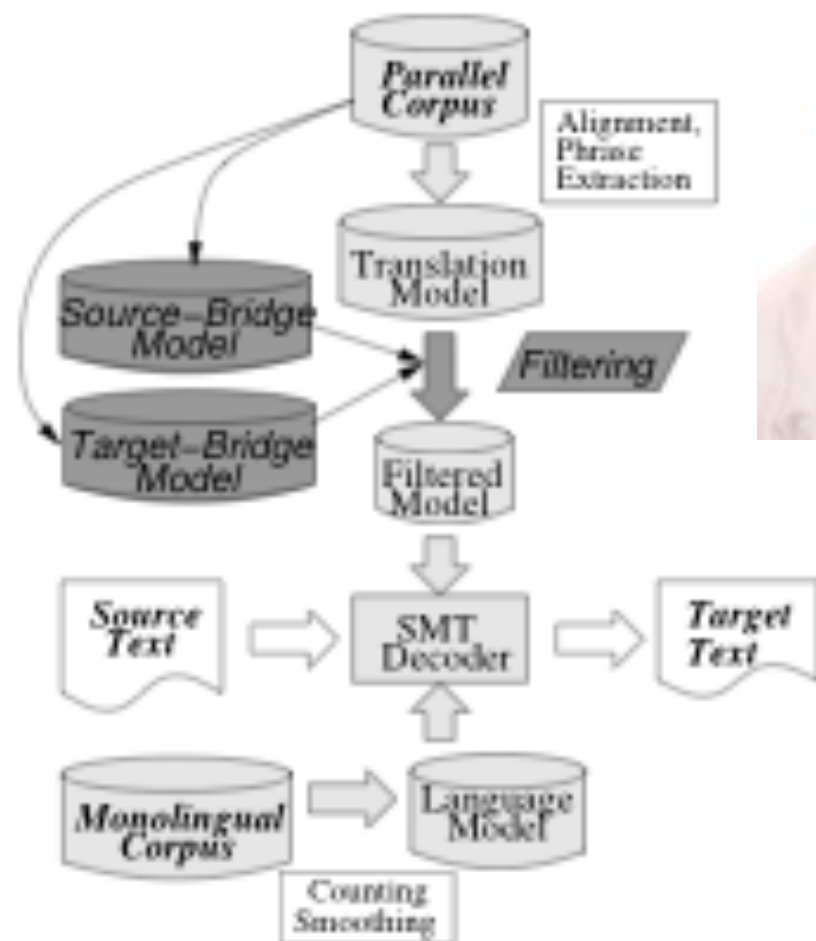 Parallel
Corpus
Alignment,
Phrase
Extraction
Translation
Model
Source-Bridge
Model
Filtering
Target-Bridge
Model
Filtered
Model
Source
Text
SMT
Decoder
Target
Text
Monolingual
Corpus
Language
Model
Counting
Smoothing